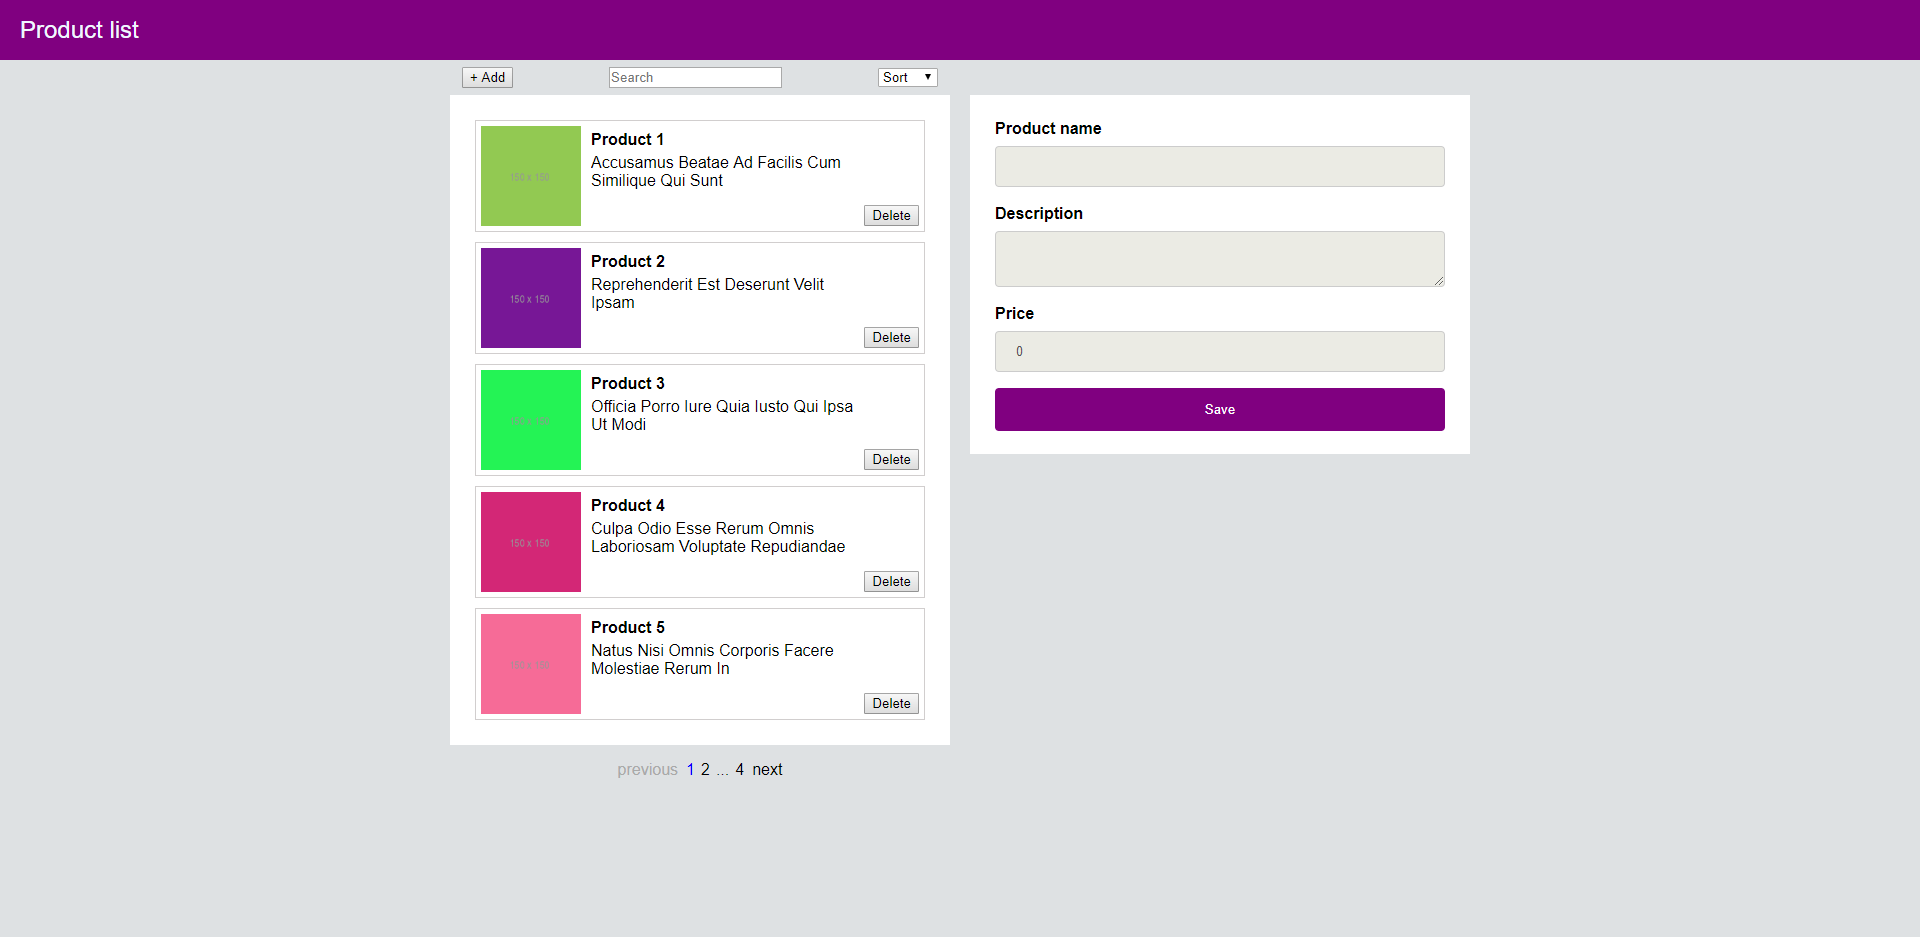 Product list
+ Add
Search
Sort
150 x 150
Product 1
Accusamus Beatae Ad Facilis Cum
Similique Qui Sunt
Delete
150 x 150
Product 2
Reprehenderit Est Deserunt Velit
Ipsam
Delete
150 x 150
Product 3
Officia Porro Iure Quia Iusto Qui Ipsa
Ut Modi
Delete
150 x 150
Product 4
Culpa Odio Esse Rerum Omnis
Laboriosam Voluptate Repudiandae
Delete
150 x 150
Product 5
Natus Nisi Omnis Corporis Facere
Molestiae Rerum In
Delete
previous 1 2 ... 4 next
Product name
Description
Price
0
Save